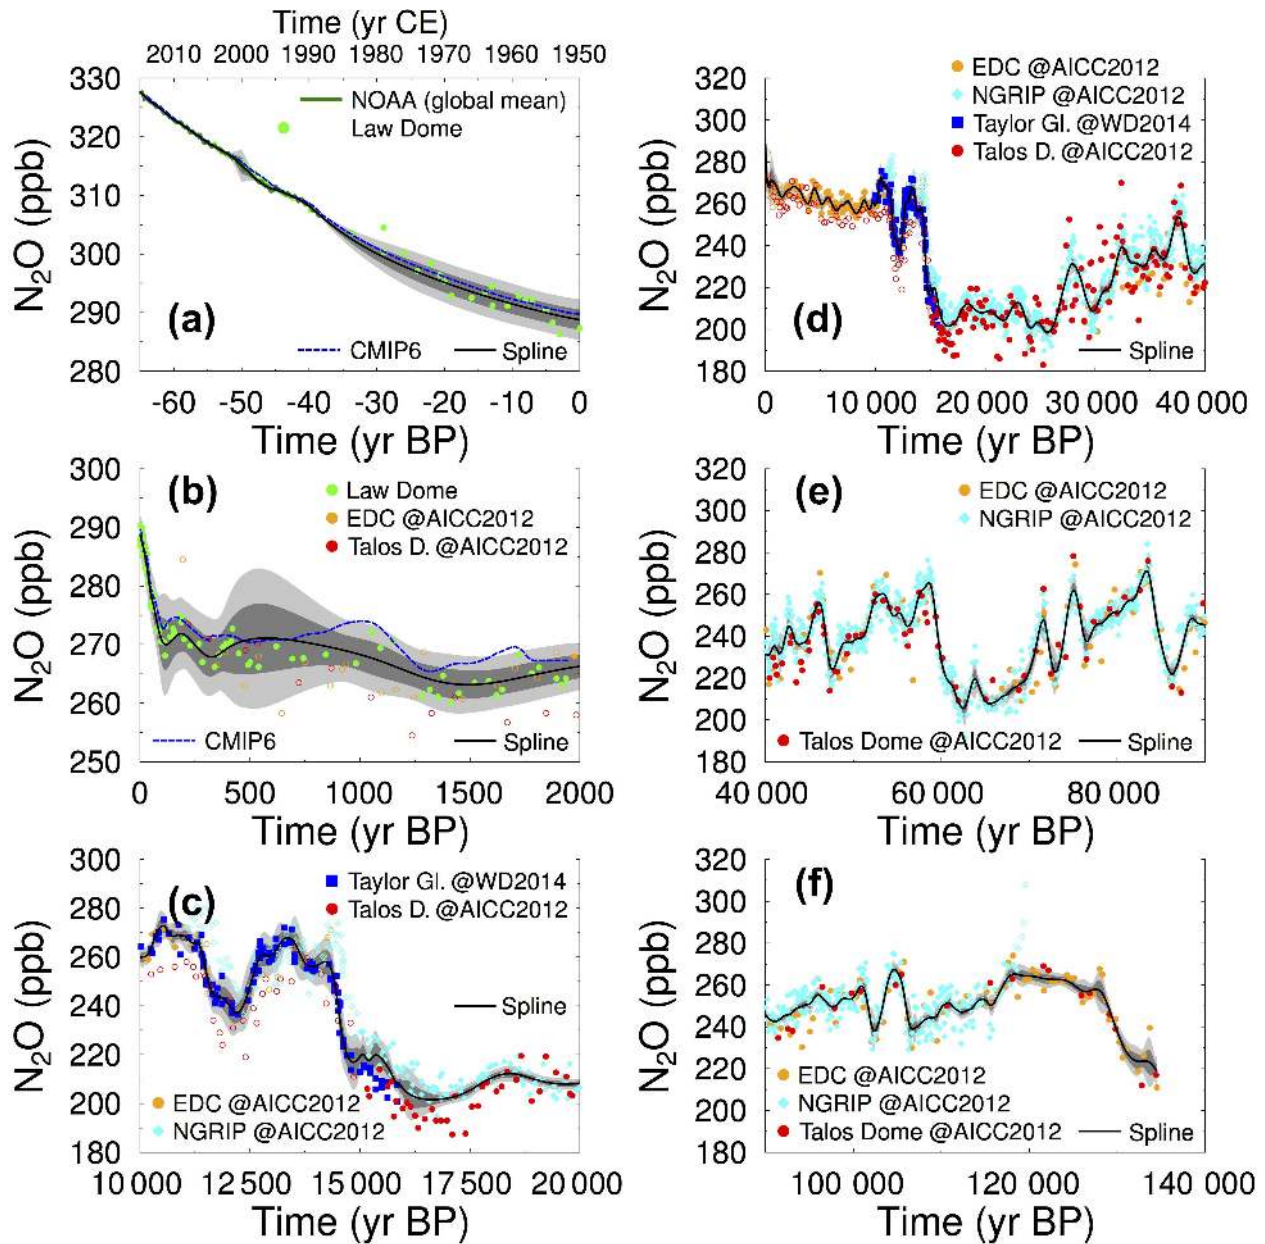 Time (yr CE)
2010 2000 1990 1980 1970 1960 1950
330
320
310
300
290
280
N₂O (ppb)
NOAA (global mean)
Law Dome
(a)
CMIP6 Spline
-60 -50 -40 -30 -20 -10 0
Time (yr BP)
300
290
280
270
260
250
N₂O (ppb)
(b)
Law Dome
EDC @AICC2012
Talos D. @AICC2012
CMIP6 Spline
0 500 1000 1500 2000
Time (yr BP)
300
280
260
240
220
200
180
N₂O (ppb)
(c)
Taylor Gl. @WD2014
Talos D. @AICC2012
Spline
EDC @AICC2012
NGRIP @AICC2012
10 000 12 500 15 000 17 500 20 000
Time (yr BP)
320
300
280
260
240
220
200
180
N₂O (ppb)
EDC @AICC2012
NGRIP @AICC2012
Taylor Gl. @WD2014
Talos D. @AICC2012
(d)
Spline
0 10 000 20 000 30 000 40 000
Time (yr BP)
320
300
280
260
240
220
200
180
N₂O (ppb)
(e)
EDC @AICC2012
NGRIP @AICC2012
Talos Dome @AICC2012 Spline
40 000 60 000 80 000
Time (yr BP)
320
300
280
260
240
220
200
180
N₂O (ppb)
(f)
EDC @AICC2012
NGRIP @AICC2012
Talos Dome @AICC2012 Spline
100 000 120 000 140 000
Time (yr BP)